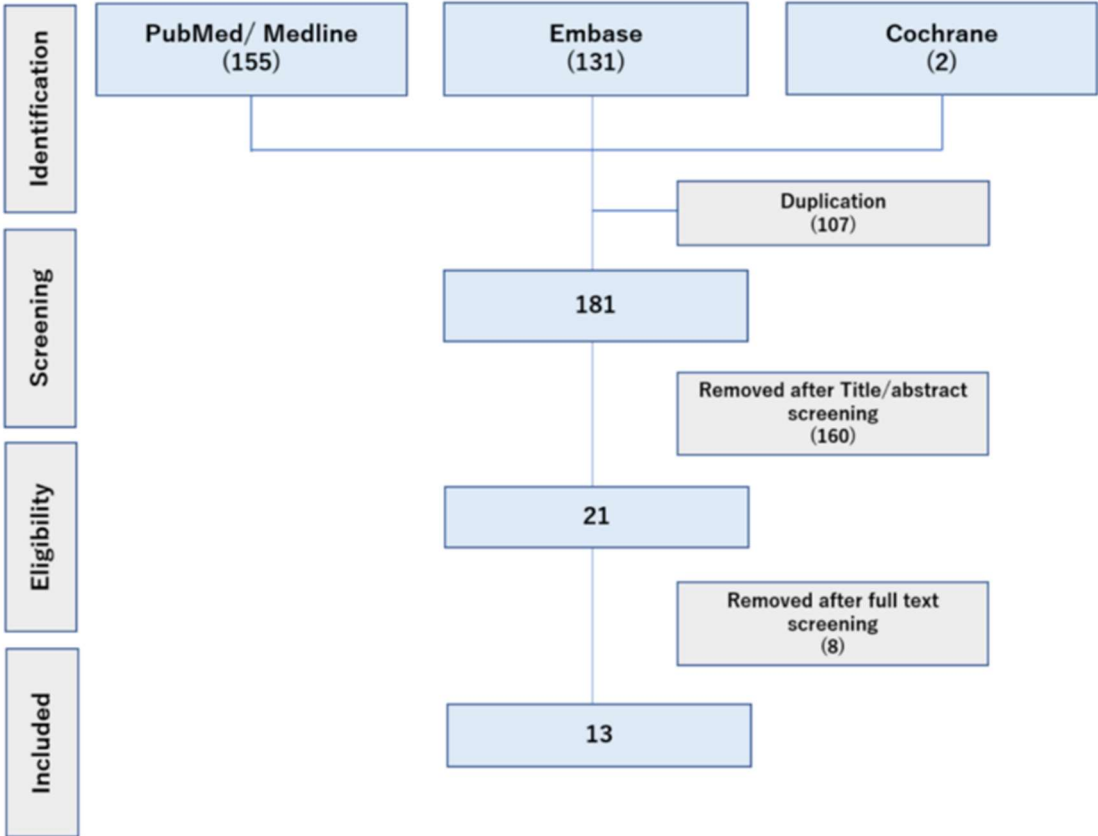 Identification
PubMed/ Medline
(155)
Embase
(131)
Cochrane
(2)
Duplication
(107)
Screening
181
Removed after Title/abstract
screening
(160)
Eligibility
21
Removed after full text
screening
(8)
Included
13